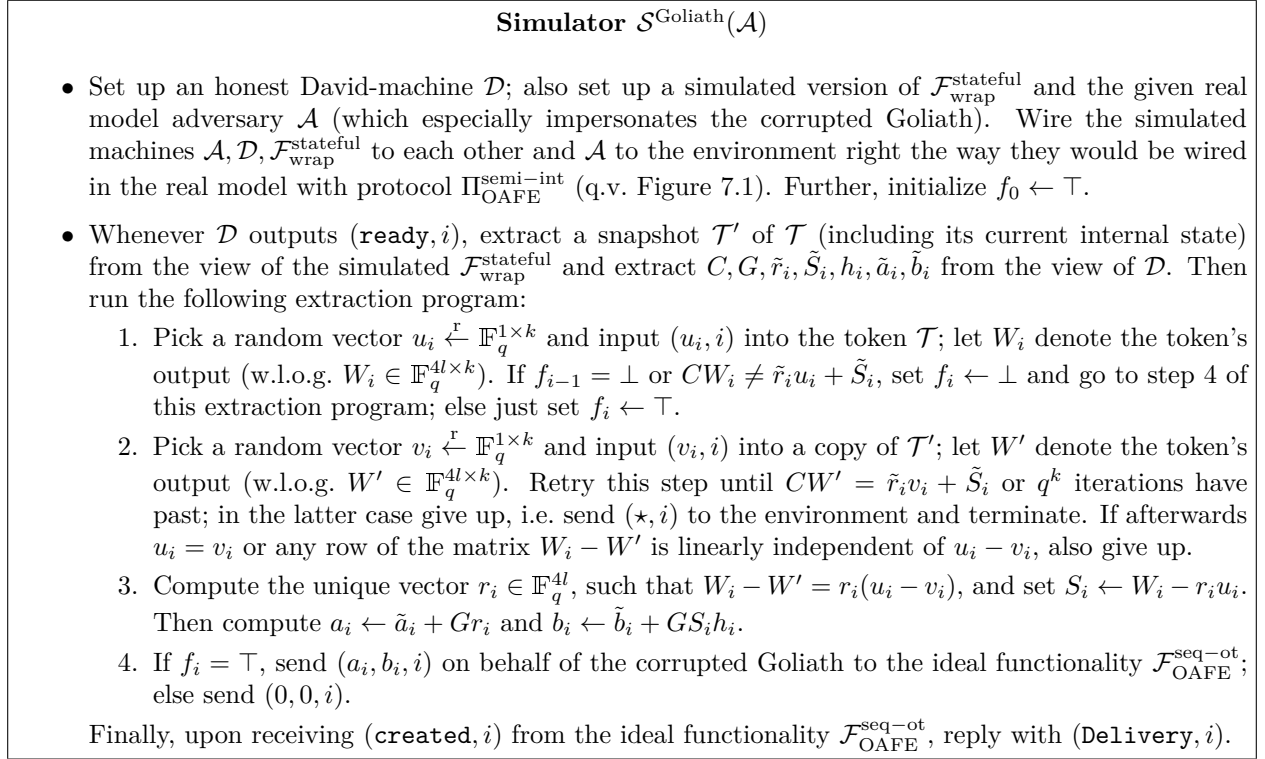 Simulator 𝒮^Goliath(𝒜)
• Set up an honest David-machine 𝒟; also set up a simulated version of ℱ_wrap^stateful and the given real
model adversary 𝒜 (which especially impersonates the corrupted Goliath). Wire the simulated
machines 𝒜, 𝒟, ℱ_wrap^stateful to each other and 𝒜 to the environment right the way they would be wired
in the real model with protocol Π_OAFE^semi−int (q.v. Figure 7.1). Further, initialize f_0 ← ⊤.
• Whenever 𝒟 outputs (ready, i), extract a snapshot 𝒯′ of 𝒯 (including its current internal state)
from the view of the simulated ℱ_wrap^stateful and extract C, G, r̃_i, S̃_i, h_i, ã_i, b̃_i from the view of 𝒟. Then
run the following extraction program:
1. Pick a random vector u_i ←^r 𝔽_q^{1×k} and input (u_i, i) into the token 𝒯; let W_i denote the token's
output (w.l.o.g. W_i ∈ 𝔽_q^{4l×k}). If f_{i−1} = ⊥ or CW_i ≠ r̃_i u_i + S̃_i, set f_i ← ⊥ and go to step 4 of
this extraction program; else just set f_i ← ⊤.
2. Pick a random vector v_i ←^r 𝔽_q^{1×k} and input (v_i, i) into a copy of 𝒯′; let W′ denote the token's
output (w.l.o.g. W′ ∈ 𝔽_q^{4l×k}). Retry this step until CW′ = r̃_i v_i + S̃_i or q^k iterations have
past; in the latter case give up, i.e. send (⋆, i) to the environment and terminate. If afterwards
u_i = v_i or any row of the matrix W_i − W′ is linearly independent of u_i − v_i, also give up.
3. Compute the unique vector r_i ∈ 𝔽_q^{4l}, such that W_i − W′ = r_i(u_i − v_i), and set S_i ← W_i − r_i u_i.
Then compute a_i ← ã_i + Gr_i and b_i ← b̃_i + GS_i h_i.
4. If f_i = ⊤, send (a_i, b_i, i) on behalf of the corrupted Goliath to the ideal functionality ℱ_OAFE^seq−ot;
else send (0, 0, i).
Finally, upon receiving (created, i) from the ideal functionality ℱ_OAFE^seq−ot, reply with (Delivery, i).